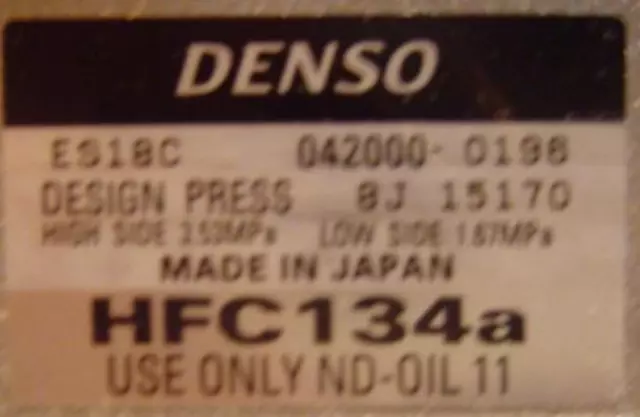 DENSO
ES18C 042000-0198
DESIGN PRESS 8J 15170
HIGH SIDE 3.53MPa LOW SIDE 1.67MPa
MADE IN JAPAN
HFC134a
USE ONLY ND-OIL 11